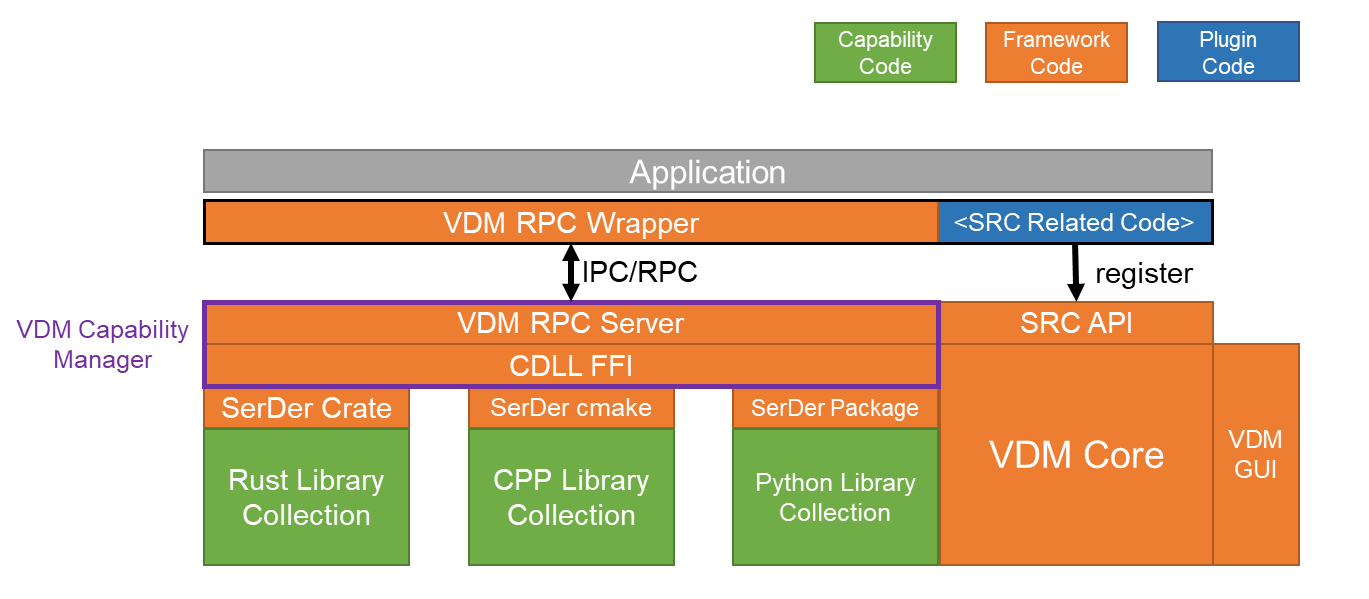 Capability
Code
Framework
Code
Plugin
Code
Application
VDM RPC Wrapper
<SRC Related Code>
IPC/RPC
register
VDM Capability
Manager
VDM RPC Server
SRC API
CDLL FFI
SerDer Crate
SerDer cmake
SerDer Package
Rust Library
Collection
CPP Library
Collection
Python Library
Collection
VDM Core
VDM
GUI